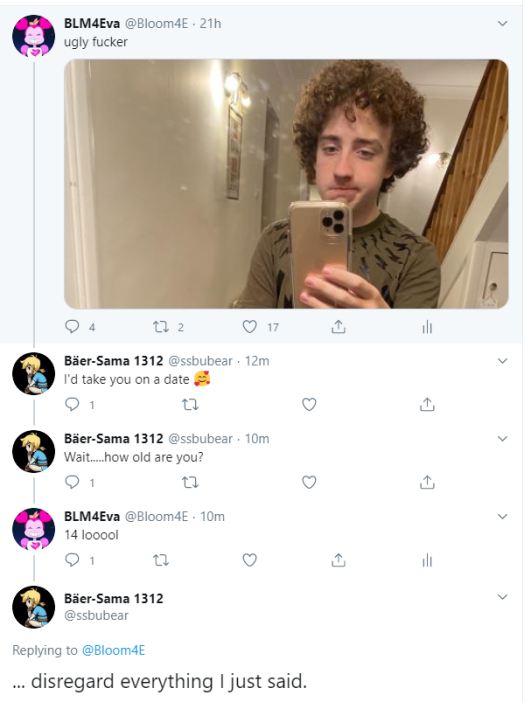 BLM4Eva @Bloom4E · 21h
ugly fucker
4 2 17
Bäer-Sama 1312 @ssbubear · 12m
I'd take you on a date 🥰
1
Bäer-Sama 1312 @ssbubear · 10m
Wait.....how old are you?
1
BLM4Eva @Bloom4E · 10m
14 looool
1
Bäer-Sama 1312
@ssbubear
Replying to @Bloom4E
... disregard everything I just said.